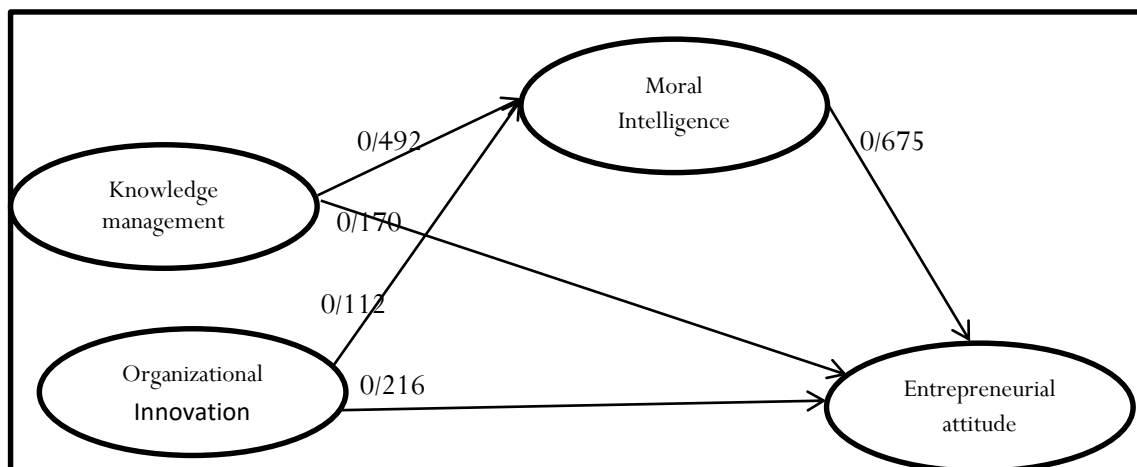 Moral
Intelligence
0/492
0/675
Knowledge
management
0/170
0/112
Organizational
Innovation
0/216
Entrepreneurial
attitude